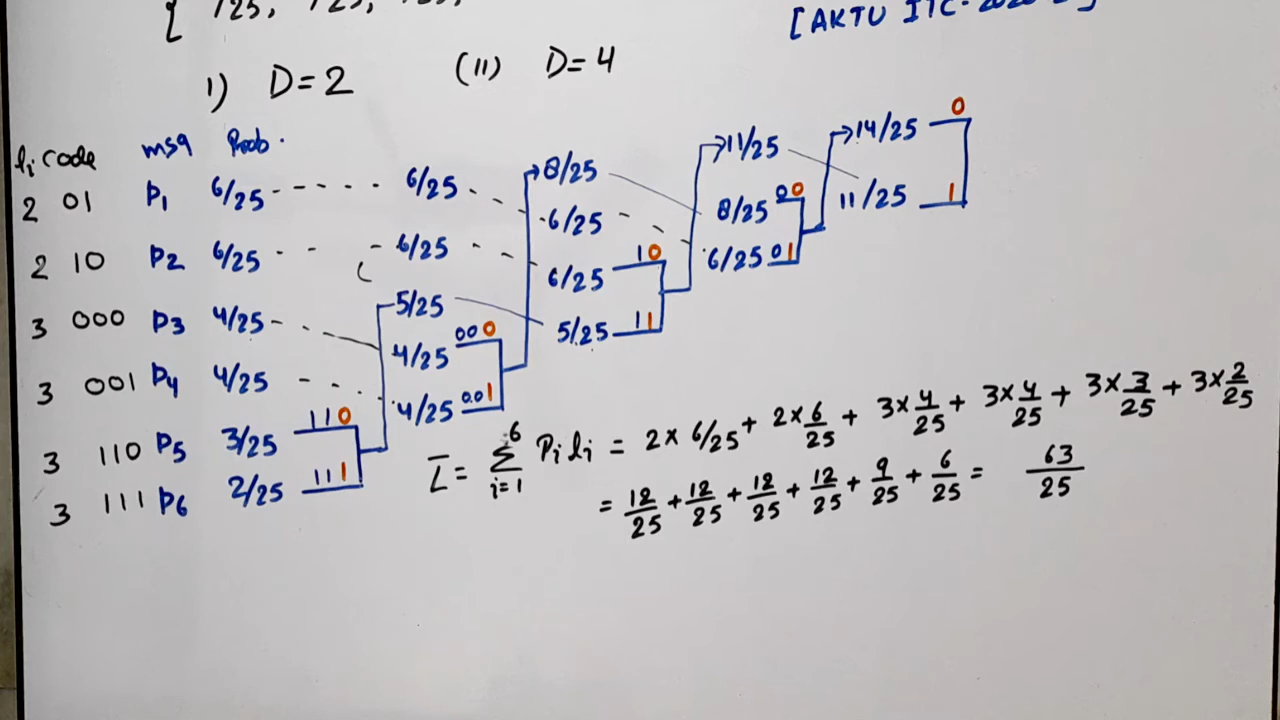 { /25, /25,
[AKTU ITC-2020
I) D=2 (II) D=4
li code msg Prob.
2 01 P1 6/25 6/25 8/25 11/25 14/25 0
2 10 P2 6/25 6/25 6/25 8/25 00 11/25 1
3 000 P3 4/25 5/25 6/25 10 6/25 01
3 001 P4 4/25 4/25 000 5/25 11
3 110 P5 3/25 110 4/25 001
3 111 P6 2/25 111
L̅ = Σ_{i=1}^{6} Pi li = 2×6/25 + 2×6/25 + 3×4/25 + 3×4/25 + 3×3/25 + 3×2/25
= 12/25 + 12/25 + 12/25 + 12/25 + 9/25 + 6/25 = 63/25